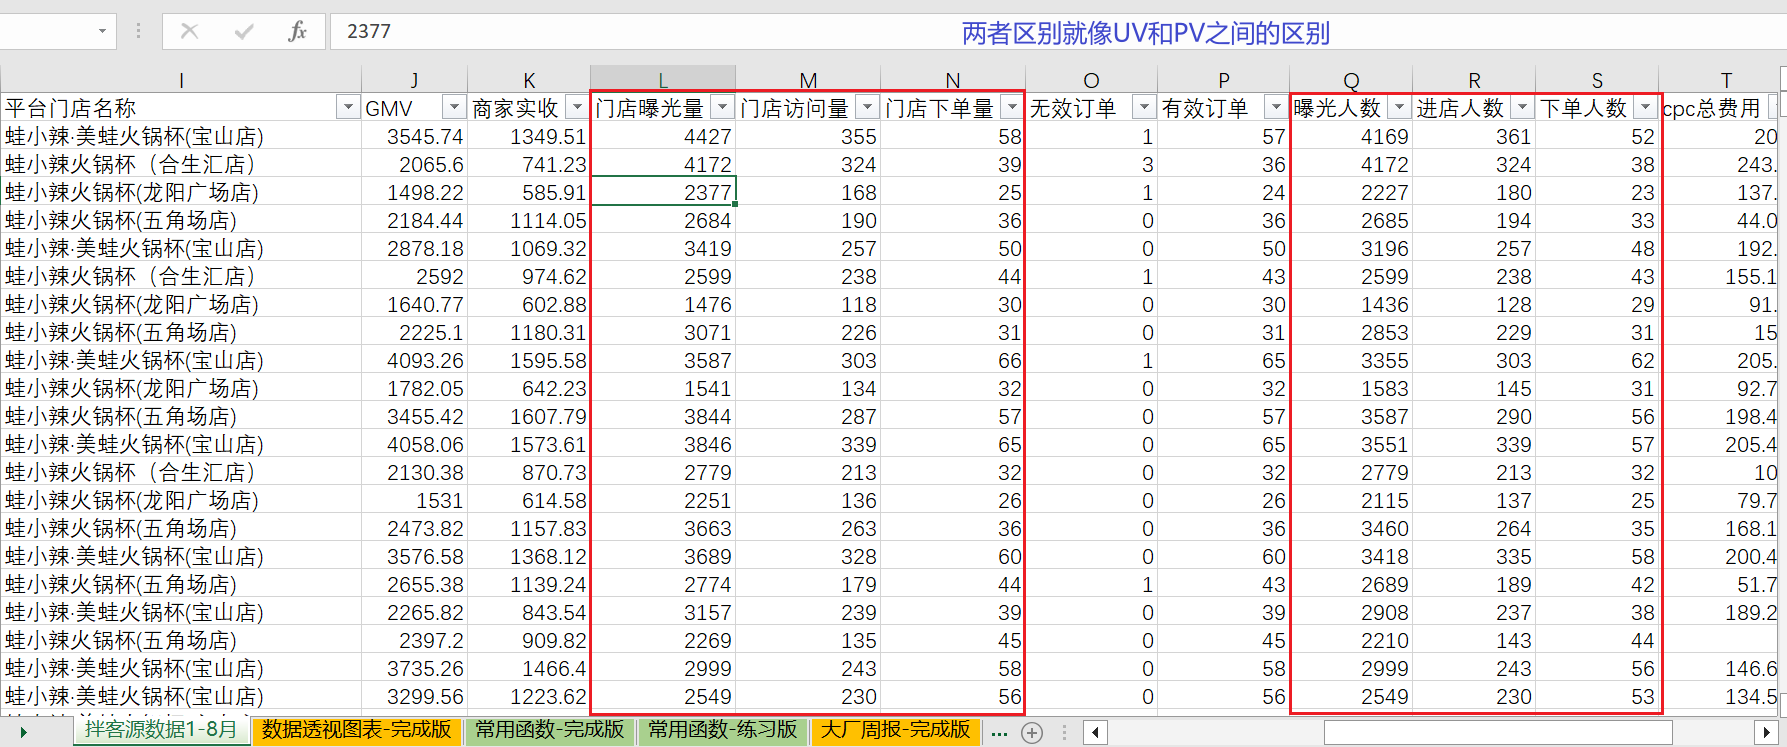 2377
两者区别就像UV和PV之间的区别
I J K L M N O P Q R S T
平台门店名称 GMV 商家实收 门店曝光量 门店访问量 门店下单量 无效订单 有效订单 曝光人数 进店人数 下单人数 cpc总费用
蛙小辣·美蛙火锅杯(宝山店) 3545.74 1349.51 4427 355 58 1 57 4169 361 52 20
蛙小辣火锅杯（合生汇店） 2065.6 741.23 4172 324 39 3 36 4172 324 38 243.
蛙小辣火锅杯(龙阳广场店) 1498.22 585.91 2377 168 25 1 24 2227 180 23 137.
蛙小辣火锅杯(五角场店) 2184.44 1114.05 2684 190 36 0 36 2685 194 33 44.0
蛙小辣·美蛙火锅杯(宝山店) 2878.18 1069.32 3419 257 50 0 50 3196 257 48 192.
蛙小辣火锅杯（合生汇店） 2592 974.62 2599 238 44 1 43 2599 238 43 155.1
蛙小辣火锅杯(龙阳广场店) 1640.77 602.88 1476 118 30 0 30 1436 128 29 91.
蛙小辣火锅杯(五角场店) 2225.1 1180.31 3071 226 31 0 31 2853 229 31 15
蛙小辣·美蛙火锅杯(宝山店) 4093.26 1595.58 3587 303 66 1 65 3355 303 62 205.
蛙小辣火锅杯(龙阳广场店) 1782.05 642.23 1541 134 32 0 32 1583 145 31 92.7
蛙小辣火锅杯(五角场店) 3455.42 1607.79 3844 287 57 0 57 3587 290 56 198.4
蛙小辣·美蛙火锅杯(宝山店) 4058.06 1573.61 3846 339 65 0 65 3551 339 57 205.4
蛙小辣火锅杯（合生汇店） 2130.38 870.73 2779 213 32 0 32 2779 213 32 10
蛙小辣火锅杯(龙阳广场店) 1531 614.58 2251 136 26 0 26 2115 137 25 79.7
蛙小辣火锅杯(五角场店) 2473.82 1157.83 3663 263 36 0 36 3460 264 35 168.1
蛙小辣·美蛙火锅杯(宝山店) 3576.58 1368.12 3689 328 60 0 60 3418 335 58 200.4
蛙小辣火锅杯(五角场店) 2655.38 1139.24 2774 179 44 1 43 2689 189 42 51.7
蛙小辣·美蛙火锅杯(宝山店) 2265.82 843.54 3157 239 39 0 39 2908 237 38 189.2
蛙小辣火锅杯(五角场店) 2397.2 909.82 2269 135 45 0 45 2210 143 44
蛙小辣·美蛙火锅杯(宝山店) 3735.26 1466.4 2999 243 58 0 58 2999 243 56 146.6
蛙小辣·美蛙火锅杯(宝山店) 3299.56 1223.62 2549 230 56 0 56 2549 230 53 134.5
拌客源数据1-8月 数据透视图表-完成版 常用函数-完成版 常用函数-练习版 大厂周报-完成版 ...